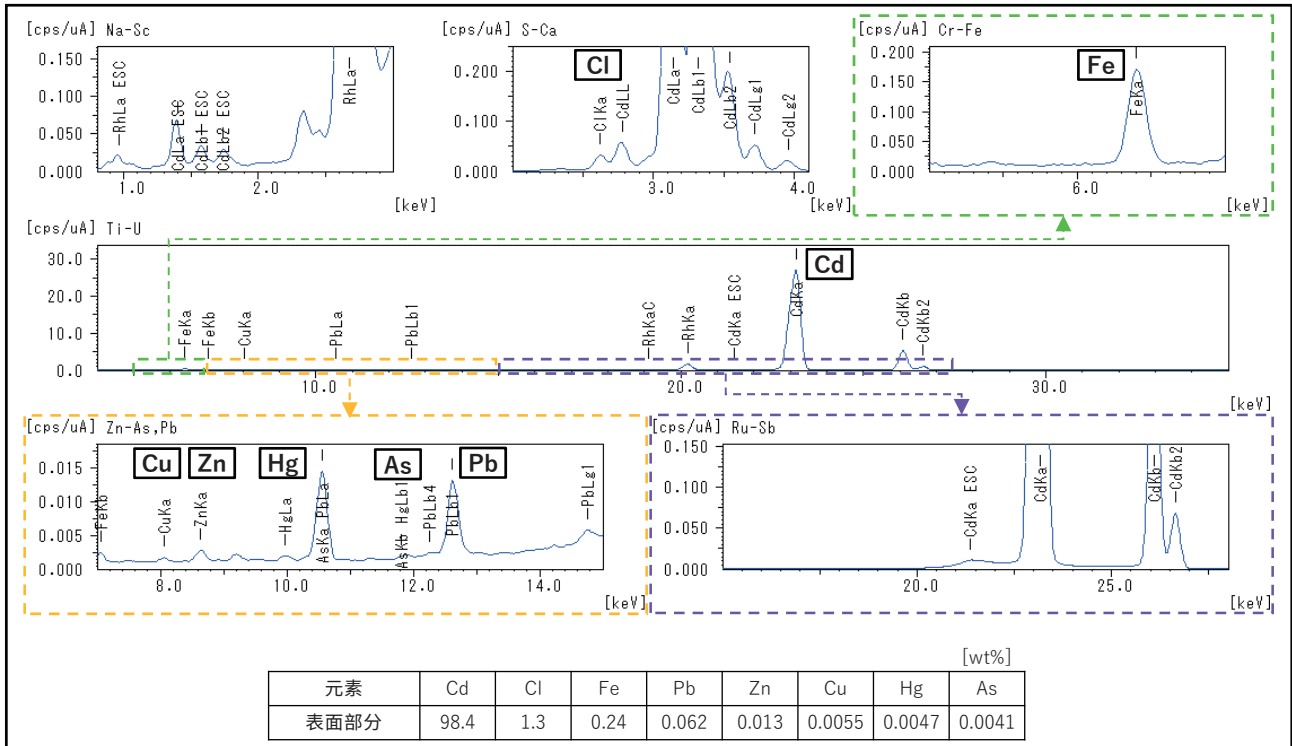 [cps/uA] Na-Sc
0.150
0.100
0.050
0.000
RhLa ESC
CdLa ESC
CdLb1 ESC
CdLb2 ESC
RhLa
1.0 2.0
[keV]
[cps/uA] S-Ca
0.200
0.100
0.000
Cl
ClKa
CdLL
CdLa
CdLb1
CdLb2
CdLg1
CdLg2
3.0 4.0
[keV]
[cps/uA] Cr-Fe
0.200
0.150
0.100
0.050
0.000
Fe
FeKa
6.0
[keV]
[cps/uA] Ti-U
30.0
20.0
10.0
0.0
FeKa
FeKb
CuKa
PbLa
PbLb1
RhKaC
RhKa
CdKa ESC
CdKa
Cd
CdKb
CdKb2
10.0 20.0 30.0
[keV]
[cps/uA] Zn-As,Pb
0.015
0.010
0.005
0.000
Cu Zn Hg As Pb
FeKb
CuKa
ZnKa
HgLa
AsKa PbLa
AsKb HgLb1
PbLb4
PbLb1
PbLg1
8.0 10.0 12.0 14.0
[keV]
[cps/uA] Ru-Sb
0.150
0.100
0.050
0.000
CdKa ESC
CdKa
CdKb
CdKb2
20.0 25.0
[keV]
[wt%]
元素 Cd Cl Fe Pb Zn Cu Hg As
表面部分 98.4 1.3 0.24 0.062 0.013 0.0055 0.0047 0.0041